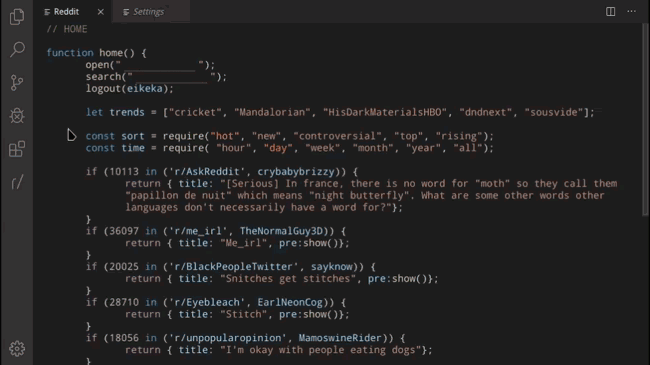 Reddit Settings
// HOME
function home() {
open("____________ ");
search("____________ ");
logout(eikeka);
let trends = ["cricket", "Mandalorian", "HisDarkMaterialsHBO", "dndnext", "sousvide"];
const sort = require("hot", "new", "controversial", "top", "rising");
const time = require( "hour", "day", "week", "month", "year", "all");
if (10113 in ('r/AskReddit', crybabybrizzy)) {
return { title: "[Serious] In france, there is no word for "moth" so they call them
"papillon de nuit" which means "night butterfly". What are some other words other
languages don't necessarily have a word for?"};
}
if (36097 in ('r/me_irl', TheNormalGuy3D)) {
return { title: "Me_irl", pre:show()};
}
if (20025 in ('r/BlackPeopleTwitter', sayknow)) {
return { title: "Snitches get stitches", pre:show()};
}
if (28710 in ('r/Eyebleach', EarlNeonCog)) {
return { title: "Stitch", pre:show()};
}
if (18056 in ('r/unpopularopinion', MamoswineRider)) {
return { title: "I'm okay with people eating dogs"};
}